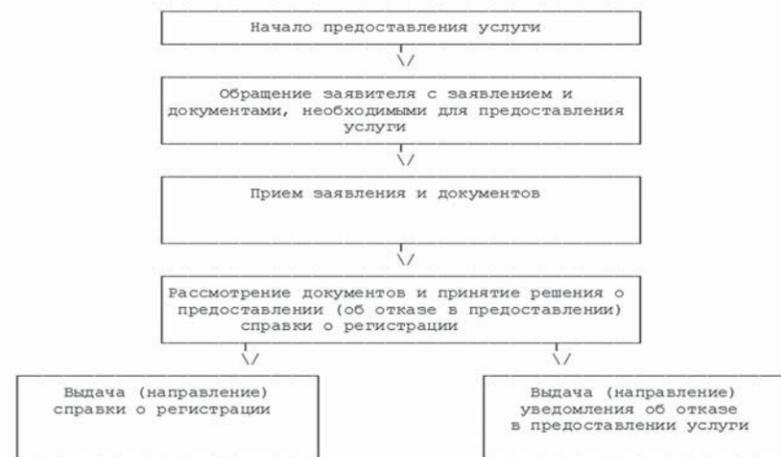 Начало предоставления услуги
\/
Обращение заявителя с заявлением и
документами, необходимыми для предоставления
услуги
\/
Прием заявления и документов
\/
Рассмотрение документов и принятие решения о
предоставлении (об отказе в предоставлении)
справки о регистрации
\/
\/
Выдача (направление)
справки о регистрации
Выдача (направление)
уведомления об отказе
в предоставлении услуги